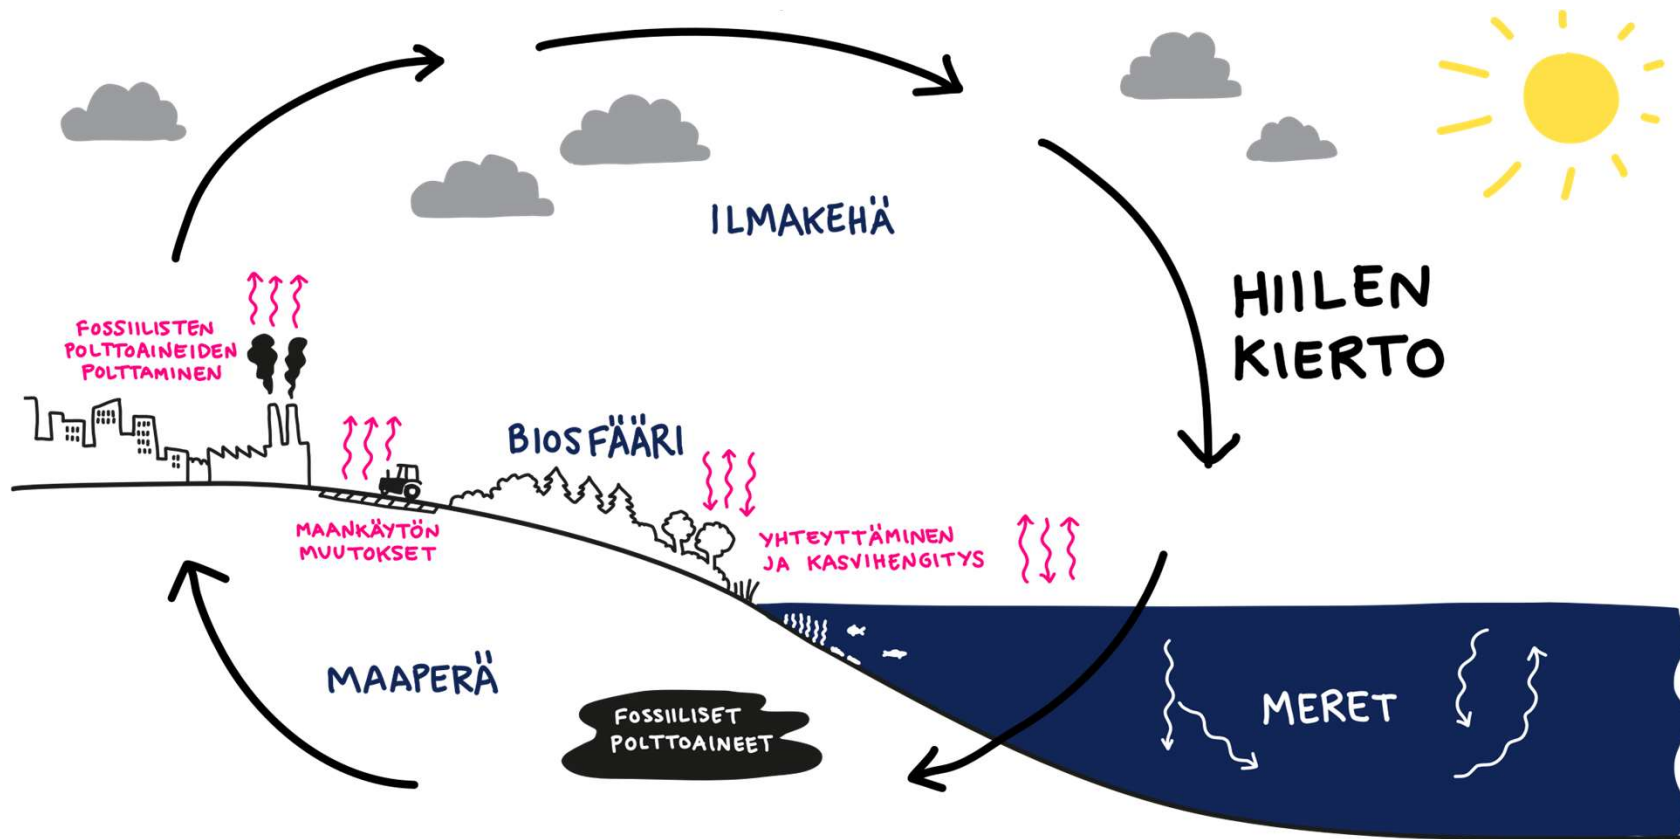 ILMAKEHÄ
HIILEN
KIERTO
FOSSIILISTEN
POLTTOAINEIDEN
POLTTAMINEN
BIOSFÄÄRI
MAANKÄYTÖN
MUUTOKSET
YHTEYTTÄMINEN
JA KASVIHENGITYS
MAAPERÄ
FOSSIILISET
POLTTOAINEET
MERET